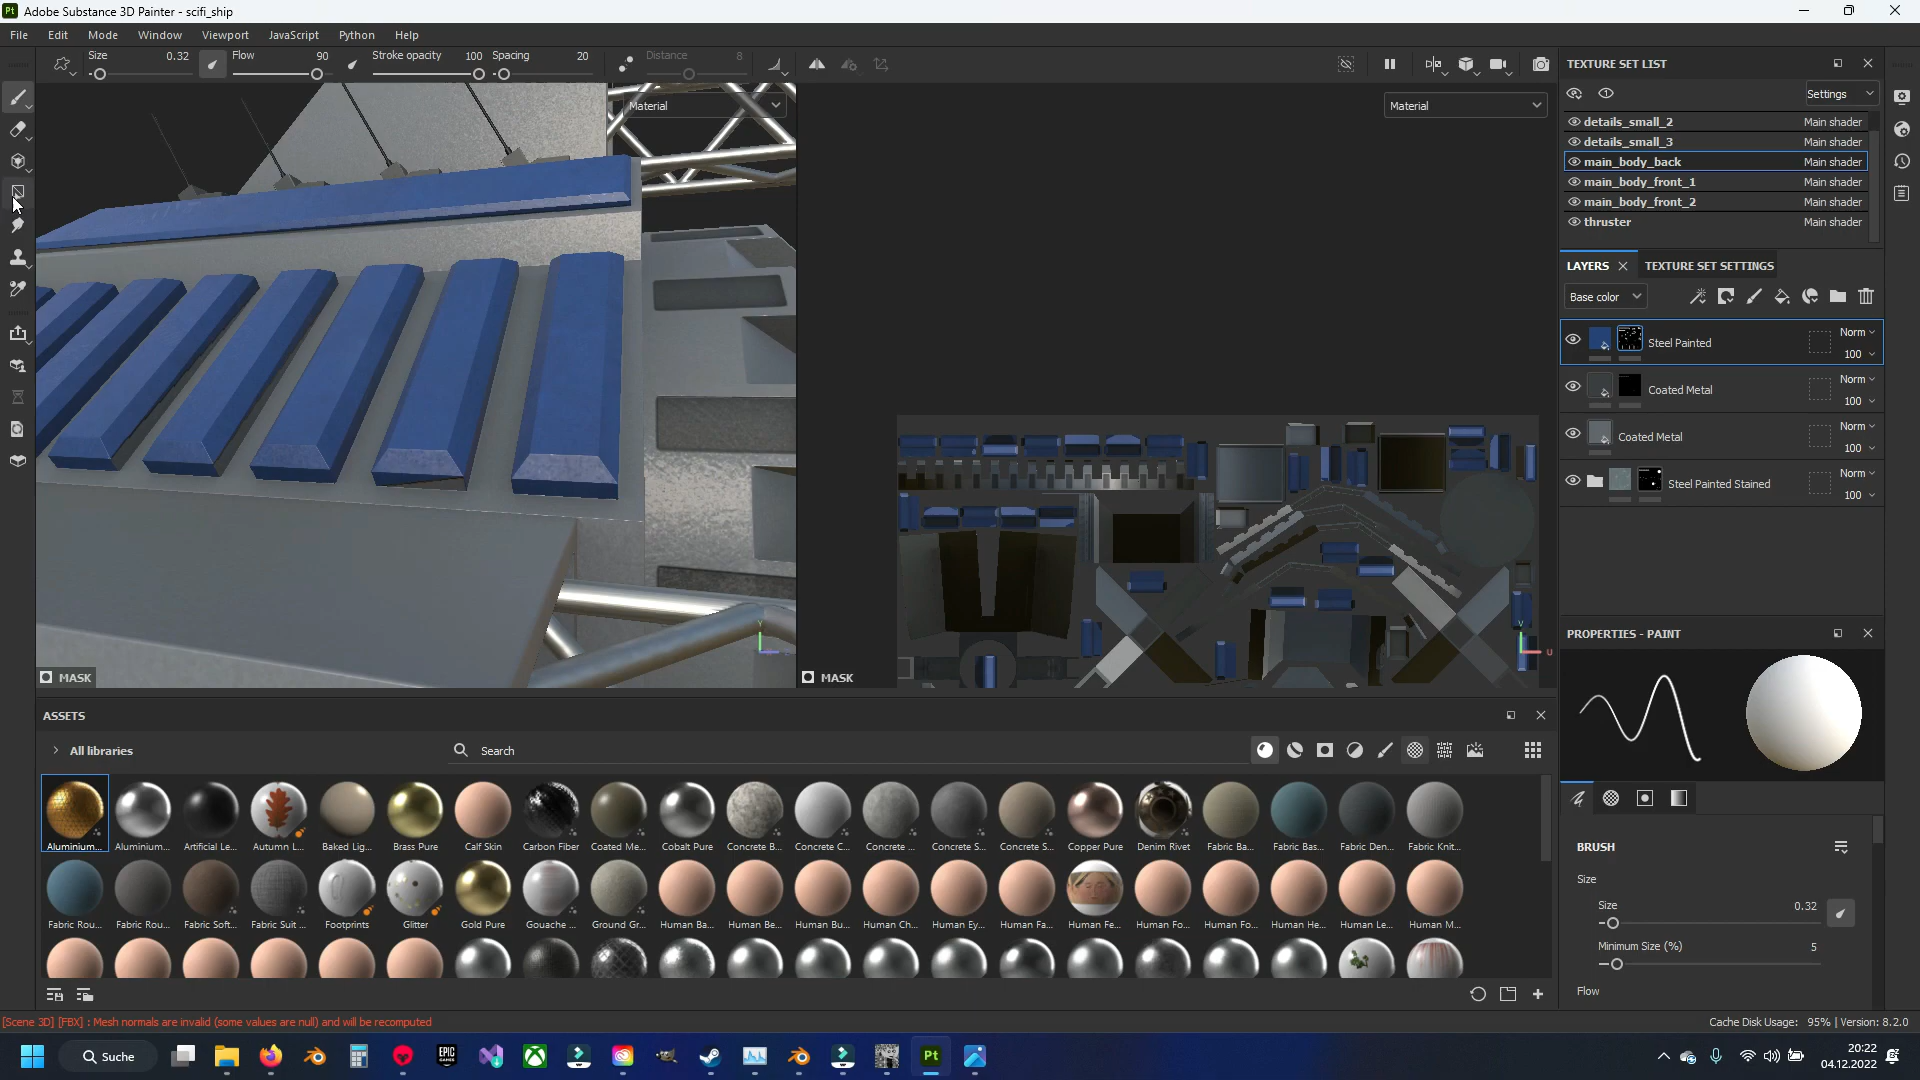 Pt Adobe Substance 3D Painter - scifi_ship
File Edit Mode Window Viewport JavaScript Python Help
Size 0.32 Flow 90 Stroke opacity 100 Spacing 20 Distance 8
Material
Material
TEXTURE SET LIST
Settings
details_small_2 Main shader
details_small_3 Main shader
main_body_back Main shader
main_body_front_1 Main shader
main_body_front_2 Main shader
thruster Main shader
LAYERS TEXTURE SET SETTINGS
Base color
Steel Painted Norm 100
Coated Metal Norm 100
Coated Metal Norm 100
Steel Painted Stained Norm 100
MASK
MASK
PROPERTIES - PAINT
BRUSH
Size
Size 0.32
Minimum Size (%) 5
Flow
ASSETS
All libraries
Search
Aluminium... Aluminium... Artificial Le... Autumn L... Baked Lig... Brass Pure Calf Skin Carbon Fiber Coated Me... Cobalt Pure Concrete B... Concrete C... Concrete ... Concrete S... Concrete S... Copper Pure Denim Rivet Fabric Ba... Fabric Bas... Fabric Den... Fabric Knit...
Fabric Rou... Fabric Rou... Fabric Soft... Fabric Suit ... Footprints Glitter Gold Pure Gouache ... Ground Gr... Human Ba... Human Be... Human Bu... Human Ch... Human Ey... Human Fa... Human Fe... Human Fo... Human Fo... Human He... Human Le... Human M...
[Scene 3D] [FBX] : Mesh normals are invalid (some values are null) and will be recomputed
Cache Disk Usage: 95% | Version: 8.2.0
Suche
EPIC GAMES
Pt
20:22
04.12.2022